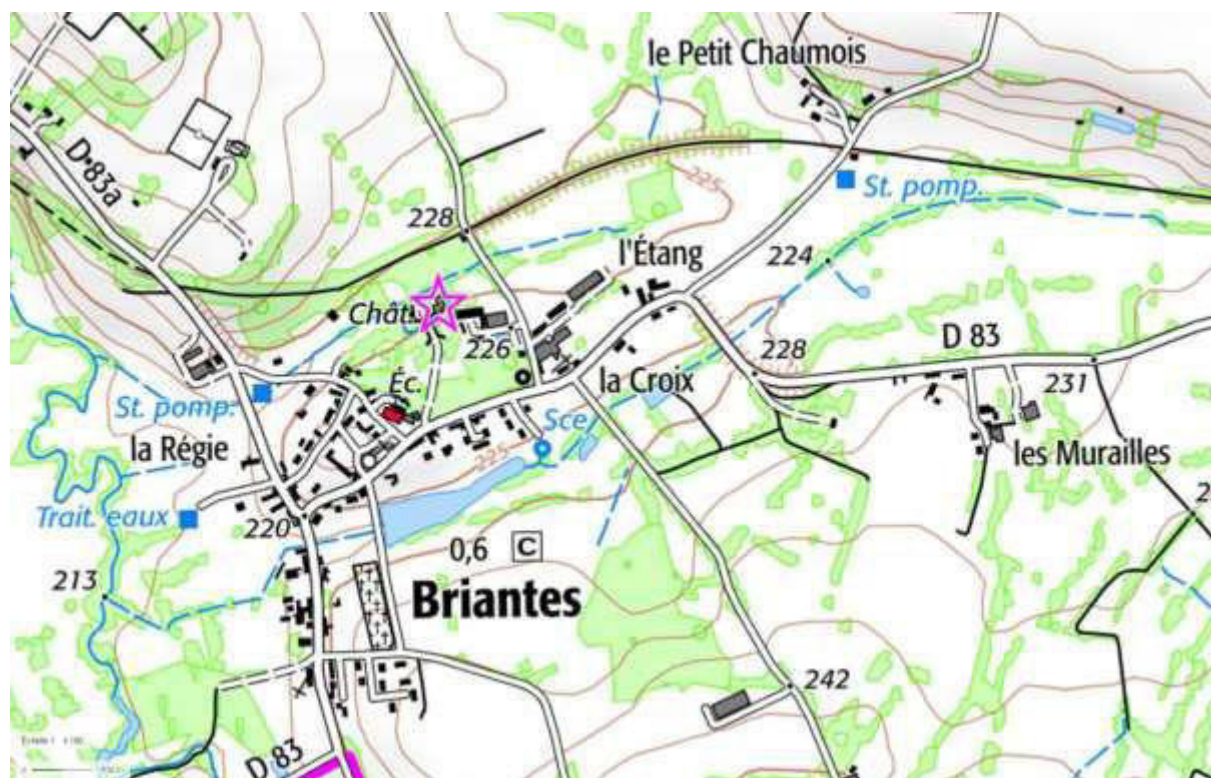 le Petit Chaumois
D 83a
225
St. pomp.
228
l'Étang
224
Chât
226
228
D 83
Éc.
la Croix
231
St. pomp.
Sce
la Régie
225
les Murailles
Trait. eaux
220
0,6 C
213
Briantes
242
D 83